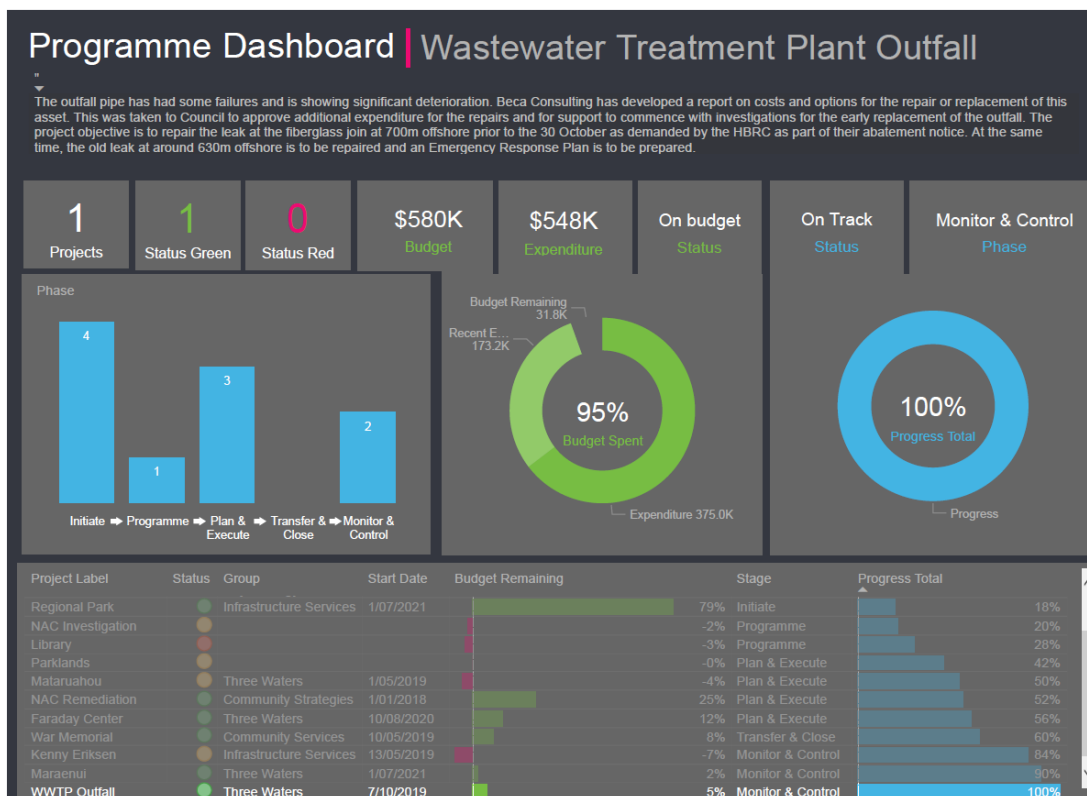 Programme Dashboard | Wastewater Treatment Plant Outfall
"
The outfall pipe has had some failures and is showing significant deterioration. Beca Consulting has developed a report on costs and options for the repair or replacement of this
asset. This was taken to Council to approve additional expenditure for the repairs and for support to commence with investigations for the early replacement of the outfall. The
project objective is to repair the leak at the fiberglass join at 700m offshore prior to the 30 October as demanded by the HBRC as part of their abatement notice. At the same
time, the old leak at around 630m offshore is to be repaired and an Emergency Response Plan is to be prepared.
1 1 0 $580K $548K On budget On Track Monitor & Control
Projects Status Green Status Red Budget Expenditure Status Status Phase
Phase
4
1
3
2
Initiate Programme Plan & Transfer & Monitor &
Execute Close Control
Budget Remaining
31.8K
Recent E...
173.2K
95%
Budget Spent
Expenditure 375.0K
100%
Progress Total
Progress
Project Label Status Group Start Date Budget Remaining Stage Progress Total
Regional Park Infrastructure Services 1/07/2021 79% Initiate 18%
NAC Investigation -2% Programme 20%
Library -3% Programme 28%
Parklands -0% Plan & Execute 42%
Mataruahou Three Waters 1/05/2019 -4% Plan & Execute 50%
NAC Remediation Community Strategies 1/01/2018 25% Plan & Execute 52%
Faraday Center Three Waters 10/08/2020 12% Plan & Execute 56%
War Memorial Community Services 10/05/2019 8% Transfer & Close 60%
Kenny Eriksen Infrastructure Services 13/05/2019 -7% Monitor & Control 84%
Maraenui Three Waters 1/07/2021 2% Monitor & Control 90%
WWTP Outfall Three Waters 7/10/2019 5% Monitor & Control 100%